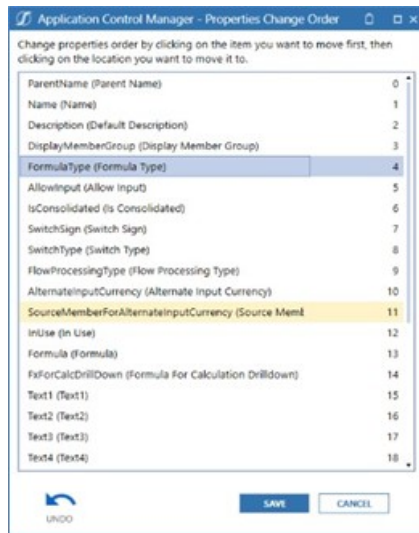 Application Control Manager - Properties Change Order
Change properties order by clicking on the item you want to move first, then
clicking on the location you want to move it to.
ParentName (Parent Name) 0
Name (Name) 1
Description (Default Description) 2
DisplayMemberGroup (Display Member Group) 3
FormulaType (Formula Type) 4
AllowInput (Allow Input) 5
IsConsolidated (Is Consolidated) 6
SwitchSign (Switch Sign) 7
SwitchType (Switch Type) 8
FlowProcessingType (Flow Processing Type) 9
AlternateInputCurrency (Alternate Input Currency) 10
SourceMemberForAlternateInputCurrency (Source Meml 11
InUse (In Use) 12
Formula (Formula) 13
FxForCalcDrillDown (Formula For Calculation Drilldown) 14
Text1 (Text1) 15
Text2 (Text2) 16
Text3 (Text3) 17
Text4 (Text4) 18
UNDO
SAVE CANCEL